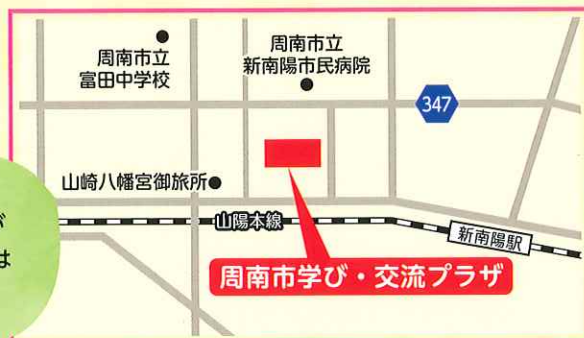 周南市立
富田中学校
周南市立
新南陽市民病院
347
山崎八幡宮御旅所
が
は
山陽本線
新南陽駅
周南市学び・交流プラザ